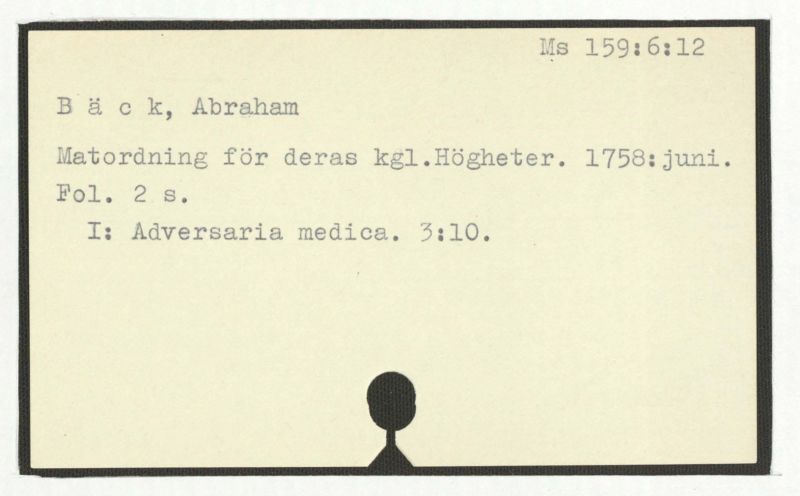 Ms 159:6:12
B ä c k, Abraham
Matordning för deras kgl.Högheter. 1758:juni.
Fol. 2 s.
I: Adversaria medica. 3:10.